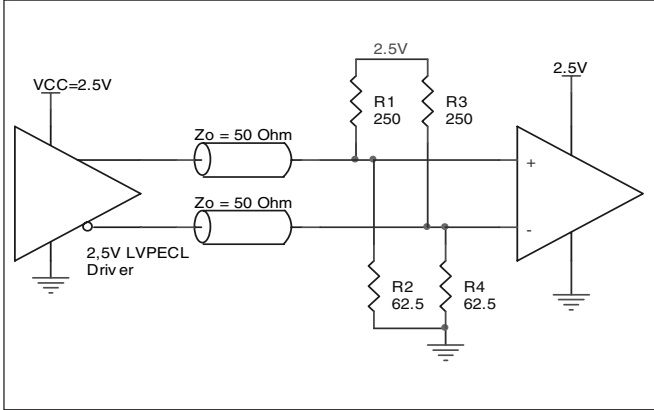 2.5V
VCC=2.5V
2.5V
R1
250
R3
250
Zo = 50 Ohm
+
Zo = 50 Ohm
-
2,5V LVPECL
Driver
R2
62.5
R4
62.5